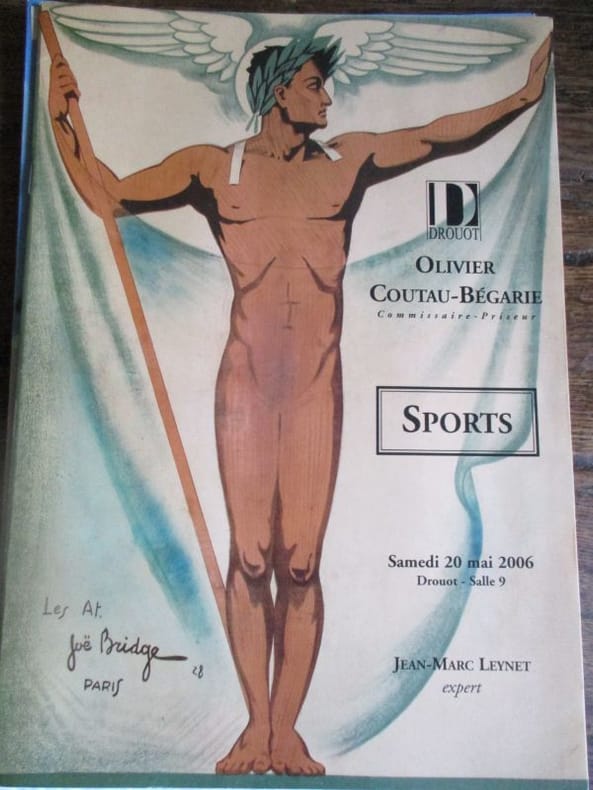 D
DROUOT
OLIVIER
COUTAU-BÉGARIE
Commissaire-Priseur
SPORTS
Samedi 20 mai 2006
Drouot - Salle 9
JEAN-MARC LEYNET
expert
Les At.
Joë Bridge
28
PARIS